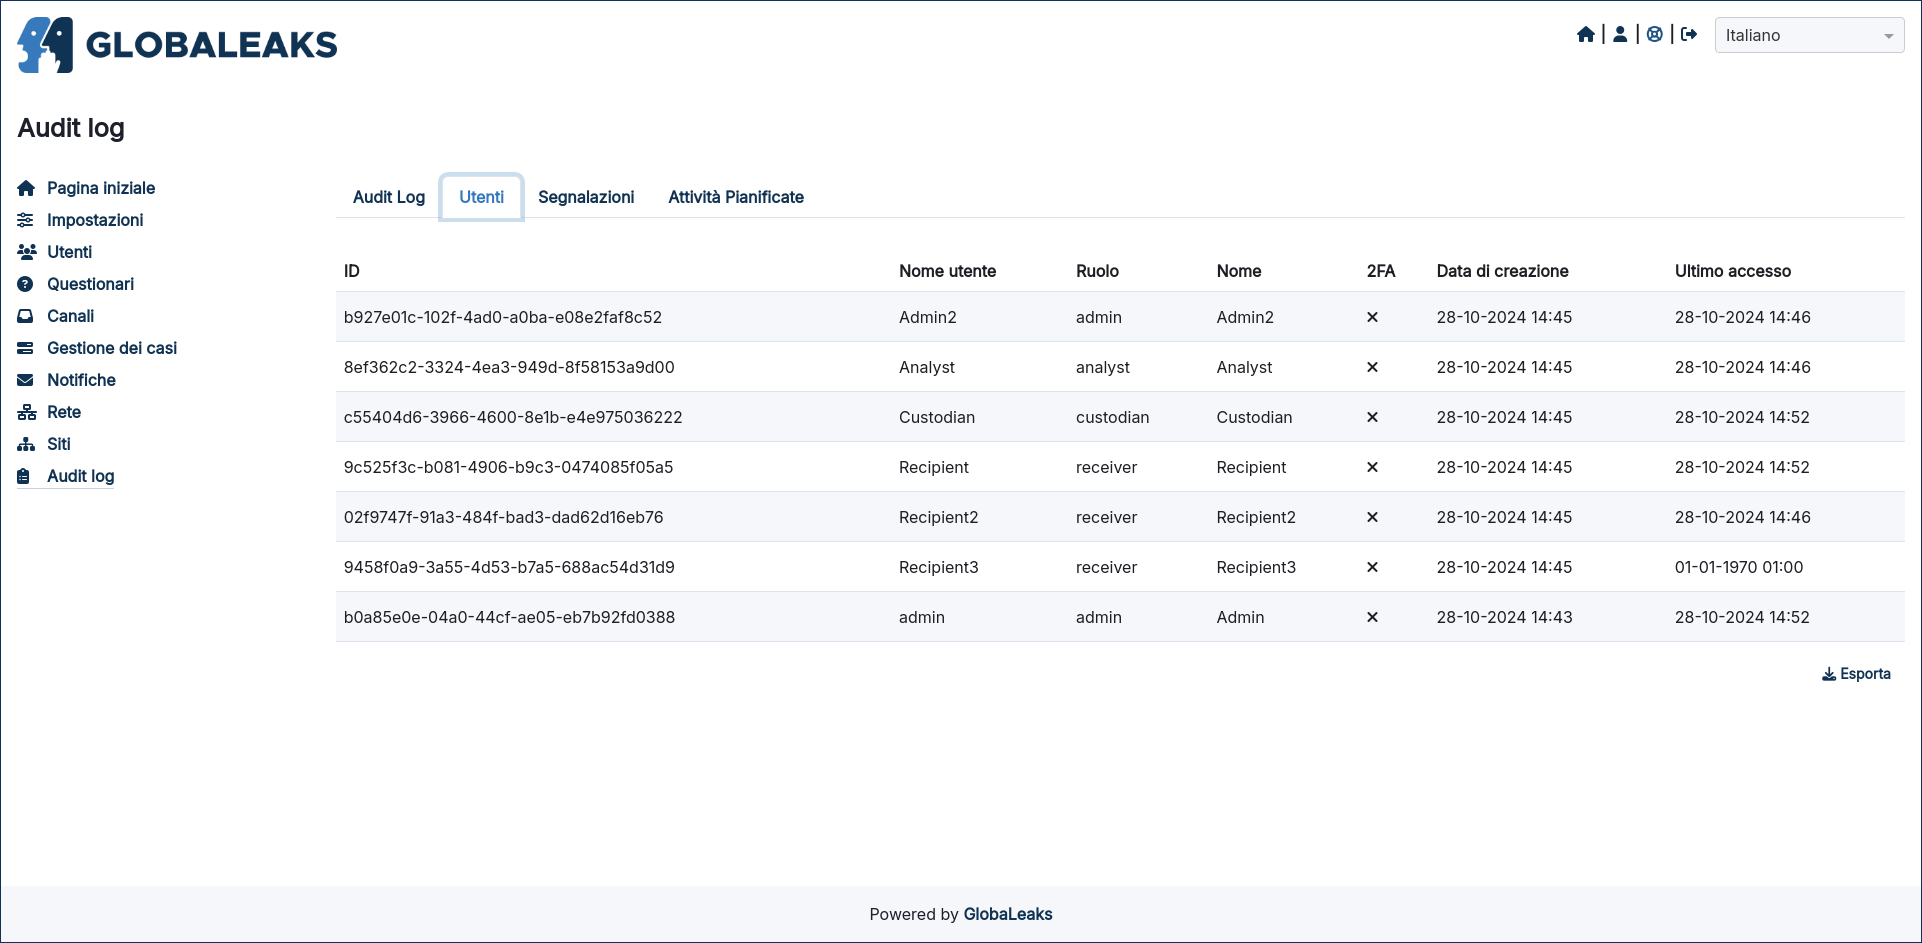 GLOBALEAKS
Italiano
Audit log
Pagina iniziale
Impostazioni
Utenti
Questionari
Canali
Gestione dei casi
Notifiche
Rete
Siti
Audit log
Audit Log Utenti Segnalazioni Attività Pianificate
ID Nome utente Ruolo Nome 2FA Data di creazione Ultimo accesso
b927e01c-102f-4ad0-a0ba-e08e2faf8c52 Admin2 admin Admin2 28-10-2024 14:45 28-10-2024 14:46
8ef362c2-3324-4ea3-949d-8f58153a9d00 Analyst analyst Analyst 28-10-2024 14:45 28-10-2024 14:46
c55404d6-3966-4600-8e1b-e4e975036222 Custodian custodian Custodian 28-10-2024 14:45 28-10-2024 14:52
9c525f3c-b081-4906-b9c3-0474085f05a5 Recipient receiver Recipient 28-10-2024 14:45 28-10-2024 14:52
02f9747f-91a3-484f-bad3-dad62d16eb76 Recipient2 receiver Recipient2 28-10-2024 14:45 28-10-2024 14:46
9458f0a9-3a55-4d53-b7a5-688ac54d31d9 Recipient3 receiver Recipient3 28-10-2024 14:45 01-01-1970 01:00
b0a85e0e-04a0-44cf-ae05-eb7b92fd0388 admin admin Admin 28-10-2024 14:43 28-10-2024 14:52
Esporta
Powered by GlobaLeaks